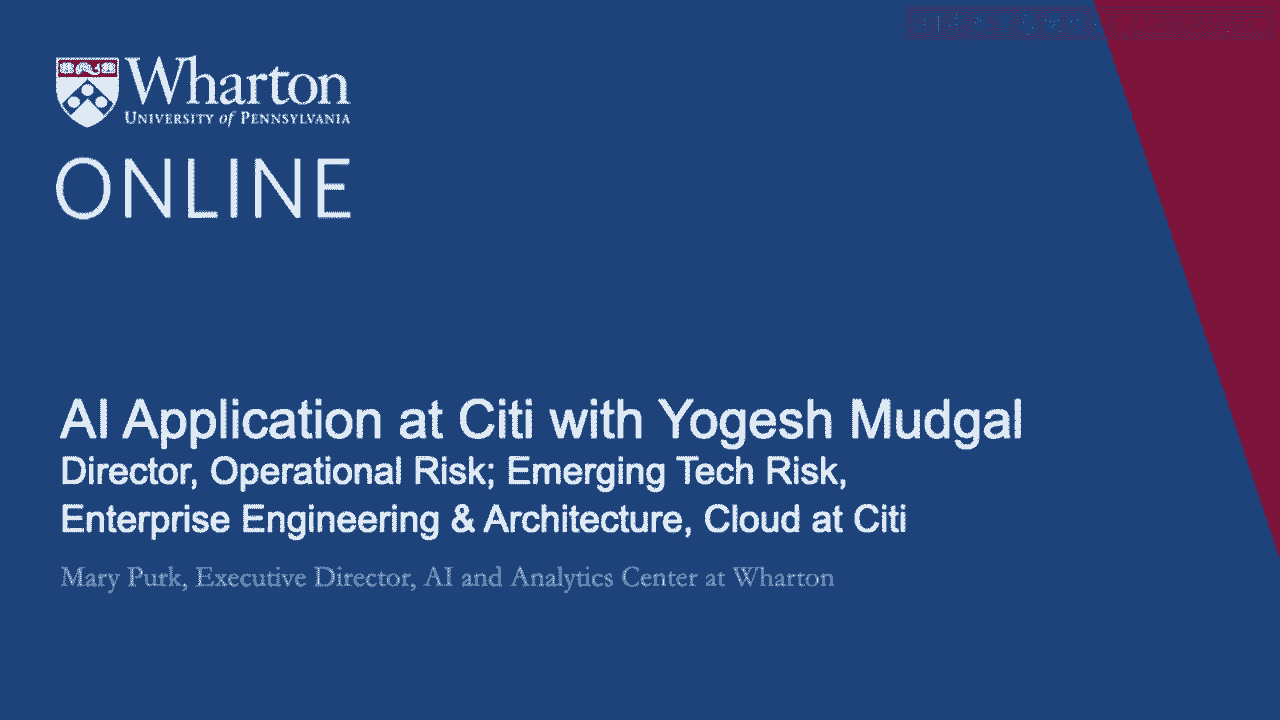 Wharton
UNIVERSITY of PENNSYLVANIA
ONLINE
AI Application at Citi with Yogesh Mudgal
Director, Operational Risk; Emerging Tech Risk,
Enterprise Engineering & Architecture, Cloud at Citi
Mary Purk, Executive Director, AI and Analytics Center at Wharton